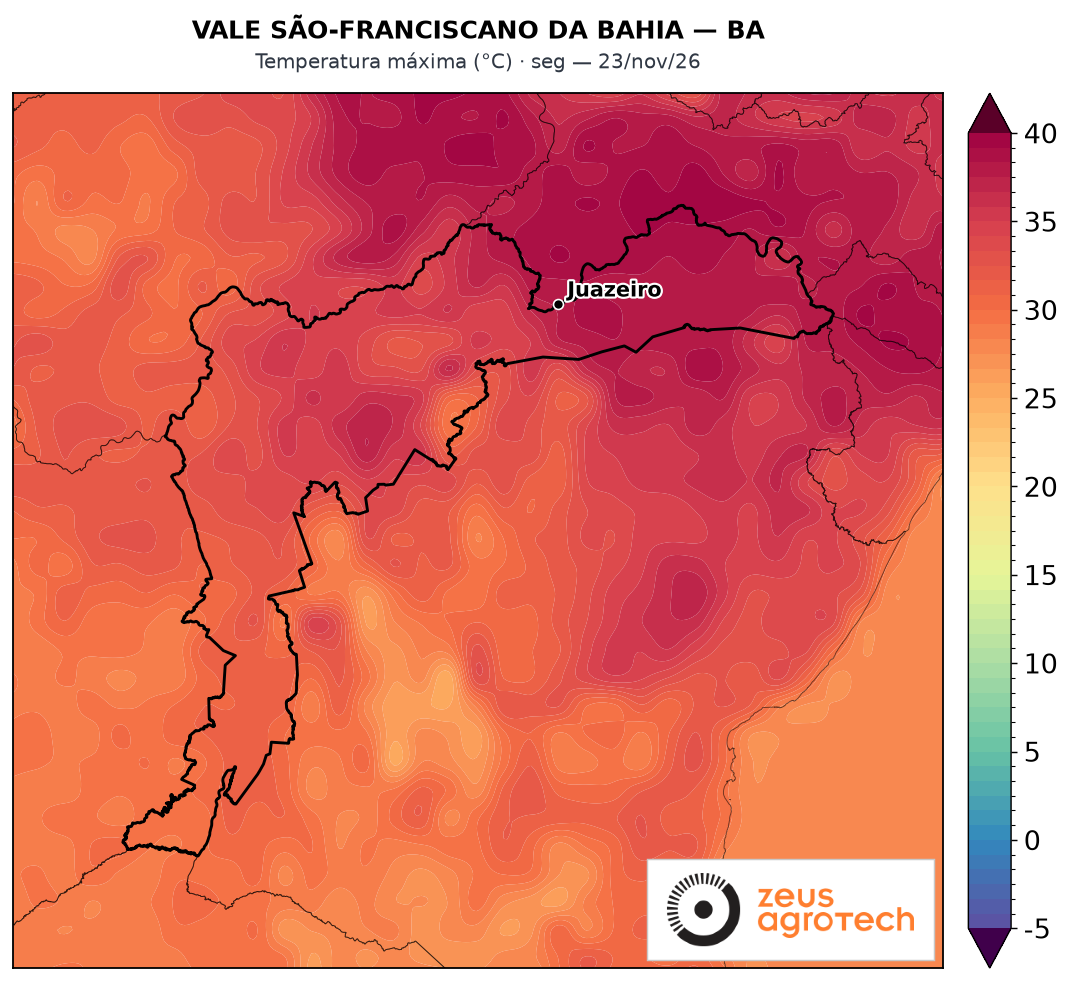 VALE SÃO-FRANCISCANO DA BAHIA — BA
Temperatura máxima (°C) · seg — 23/nov/26
Juazeiro
40
35
30
25
20
15
10
5
0
-5
zeus
agrotech